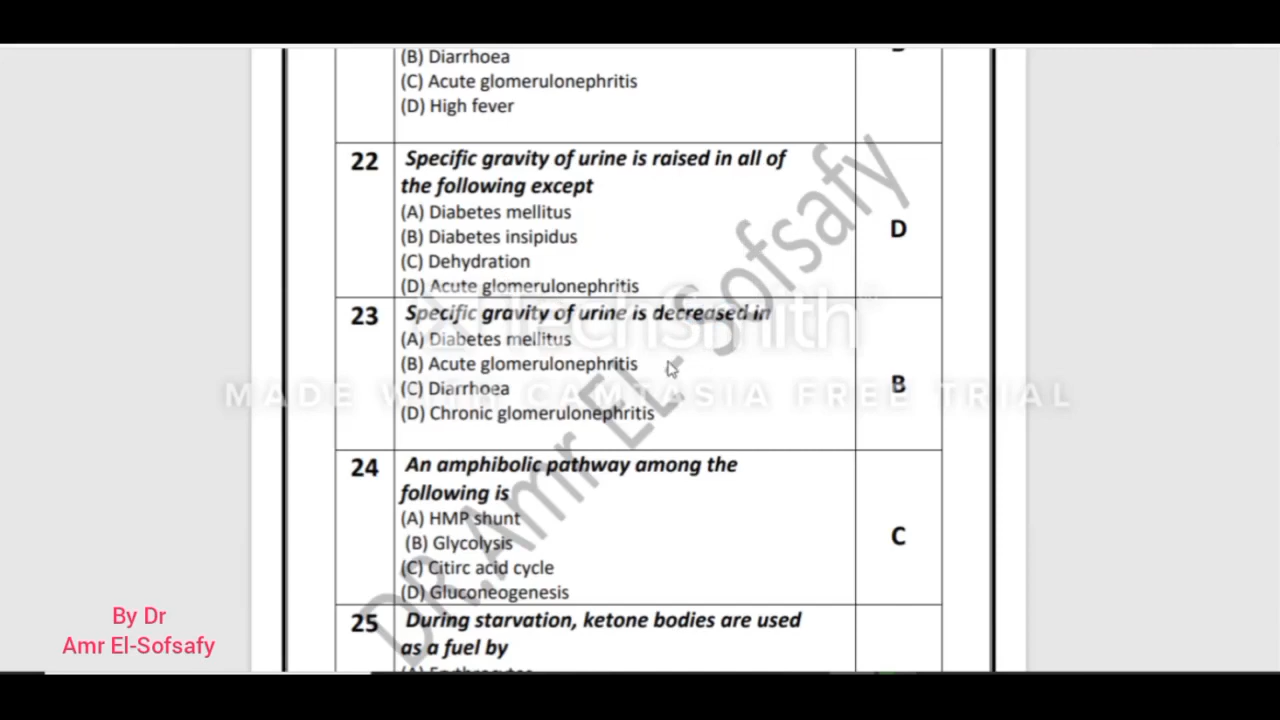 (B) Diarrhoea
(C) Acute glomerulonephritis
(D) High fever
22 Specific gravity of urine is raised in all of
the following except
(A) Diabetes mellitus
(B) Diabetes insipidus
(C) Dehydration
(D) Acute glomerulonephritis
D
23 Specific gravity of urine is decreased in
(A) Diabetes mellitus
(B) Acute glomerulonephritis
(C) Diarrhoea
(D) Chronic glomerulonephritis
B
24 An amphibolic pathway among the
following is
(A) HMP shunt
(B) Glycolysis
(C) Citirc acid cycle
(D) Gluconeogenesis
C
25 During starvation, ketone bodies are used
as a fuel by
DR.Amr EL - Sofsafy
TechSmith
MADE WITH CAMTASIA FREE TRIAL
By Dr
Amr El-Sofsafy